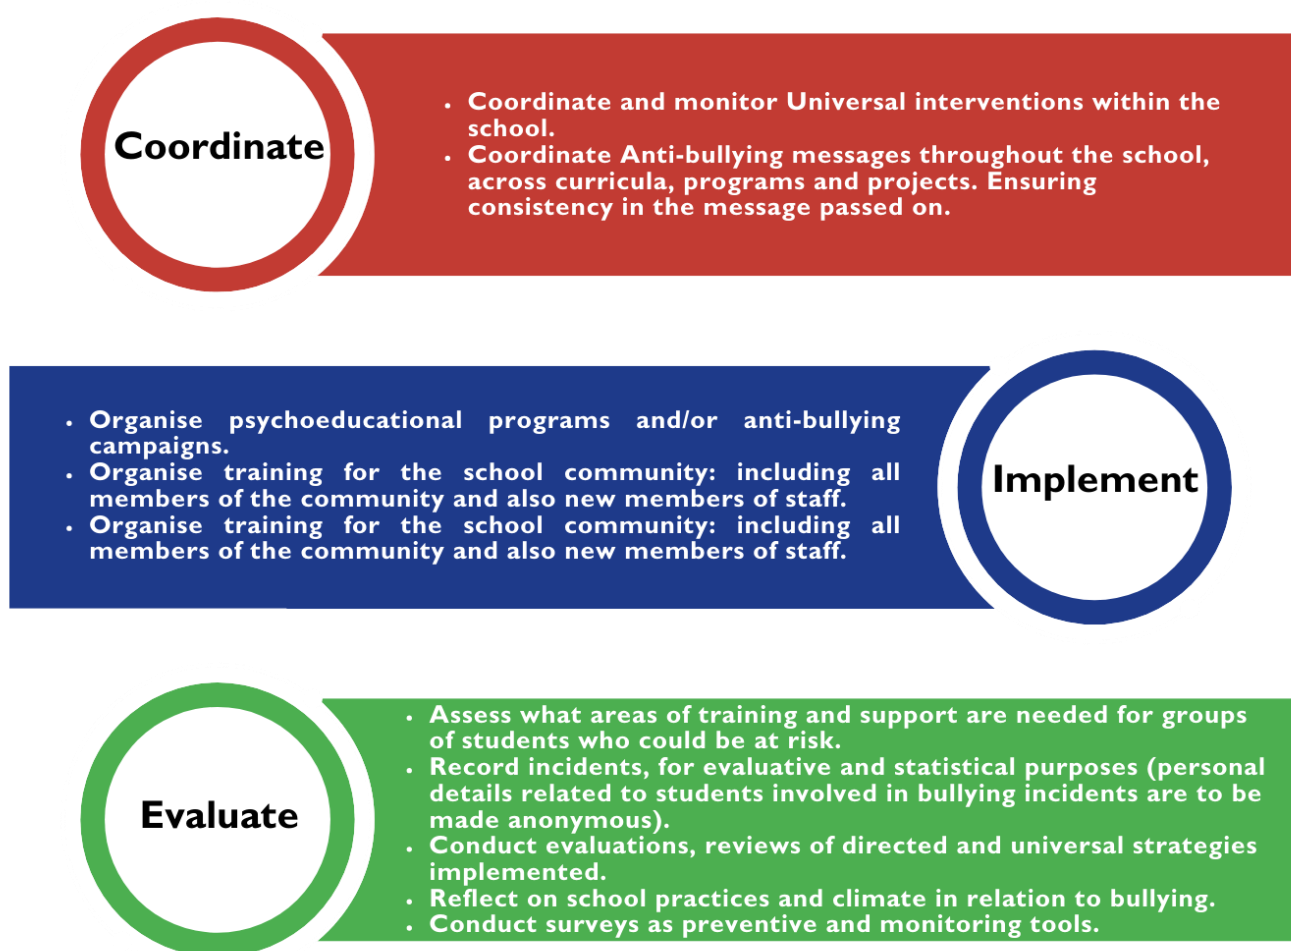 Coordinate
• Coordinate and monitor Universal interventions within the
school.
• Coordinate Anti-bullying messages throughout the school,
across curricula, programs and projects. Ensuring
consistency in the message passed on.
• Organise psychoeducational programs and/or anti-bullying
campaigns.
• Organise training for the school community: including all
members of the community and also new members of staff.
• Organise training for the school community: including all
members of the community and also new members of staff.
Implement
Evaluate
• Assess what areas of training and support are needed for groups
of students who could be at risk.
• Record incidents, for evaluative and statistical purposes (personal
details related to students involved in bullying incidents are to be
made anonymous).
• Conduct evaluations, reviews of directed and universal strategies
implemented.
• Reflect on school practices and climate in relation to bullying.
• Conduct surveys as preventive and monitoring tools.